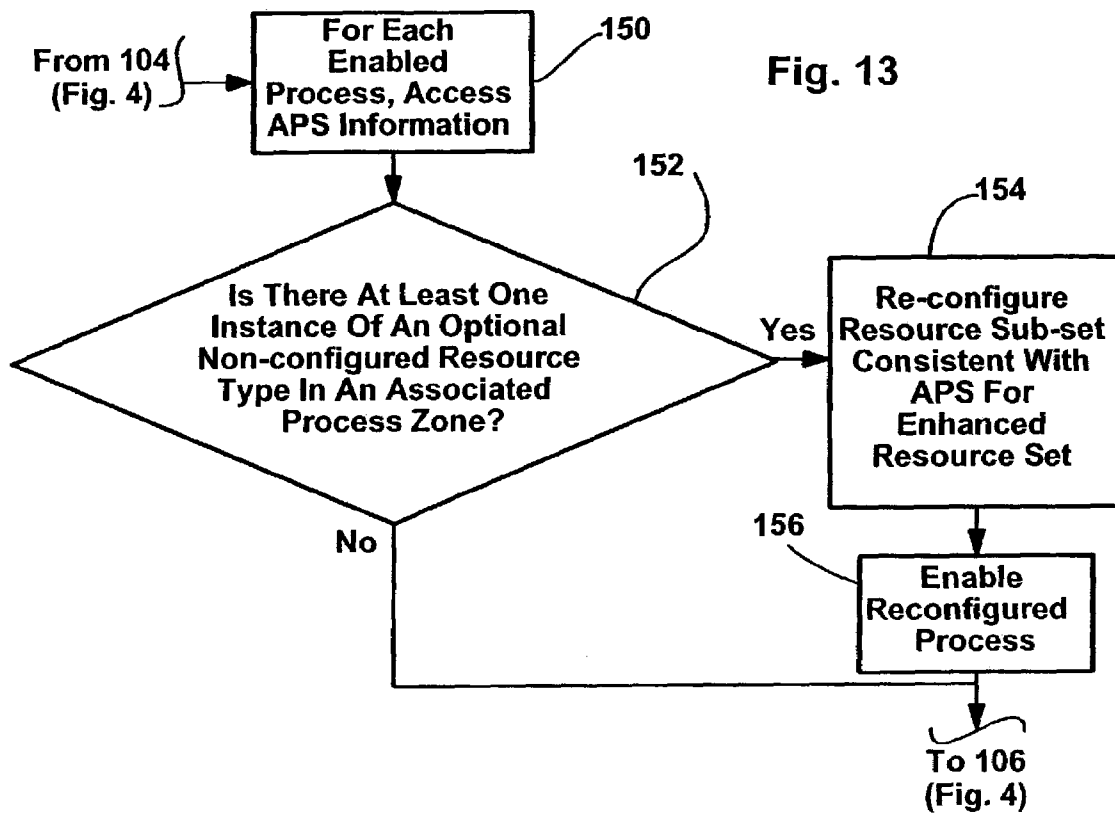 From 104
(Fig. 4)
For Each
Enabled
Process, Access
APS Information
150
Fig. 13
152
Is There At Least One
Instance Of An Optional
Non-configured Resource
Type In An Associated
Process Zone?
Yes
No
154
Re-configure
Resource Sub-set
Consistent With
APS For
Enhanced
Resource Set
156
Enable
Reconfigured
Process
To 106
(Fig. 4)